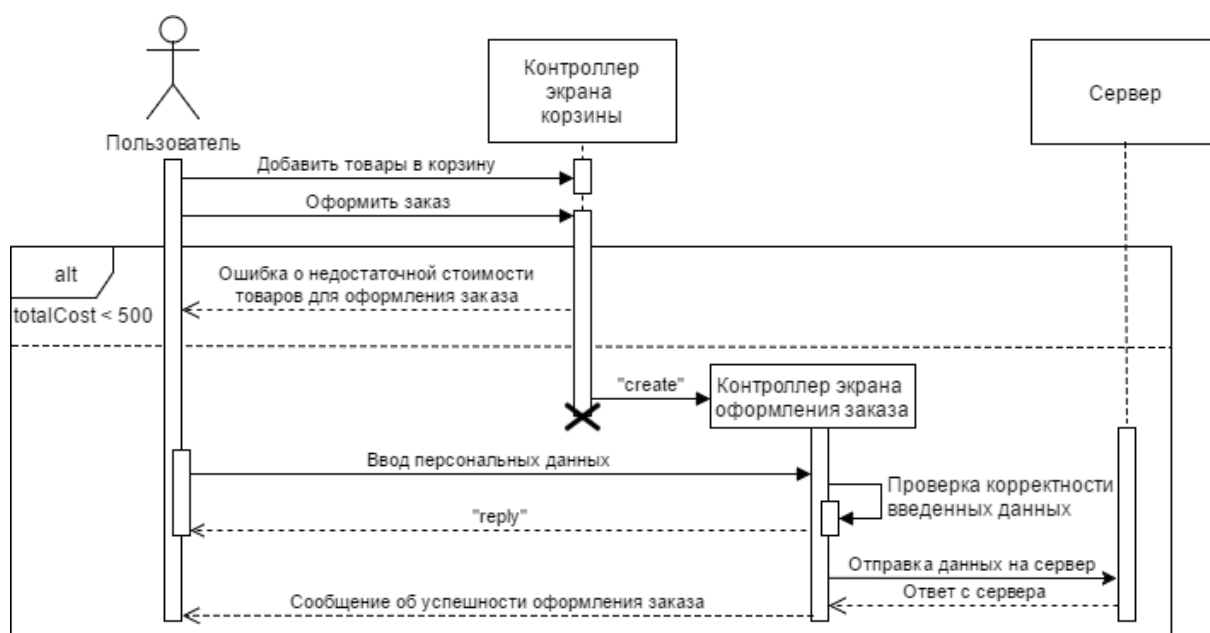 Контроллер
экрана
корзины
Сервер
Пользователь
Добавить товары в корзину
Оформить заказ
alt
Ошибка о недостаточной стоимости
товаров для оформления заказа
totalCost < 500
"create"
Контроллер экрана
оформления заказа
Ввод персональных данных
Проверка корректности
введенных данных
"reply"
Отправка данных на сервер
Ответ с сервера
Сообщение об успешности оформления заказа